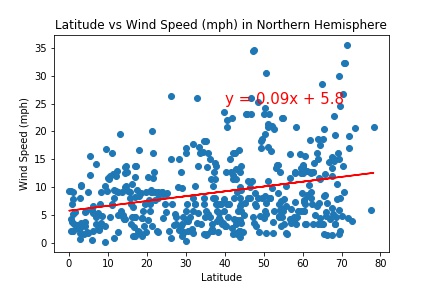 Latitude vs Wind Speed (mph) in Northern Hemisphere
35
30
25
20
15
10
5
0
Wind Speed (mph)
y = 0.09x + 5.8
0 10 20 30 40 50 60 70 80
Latitude